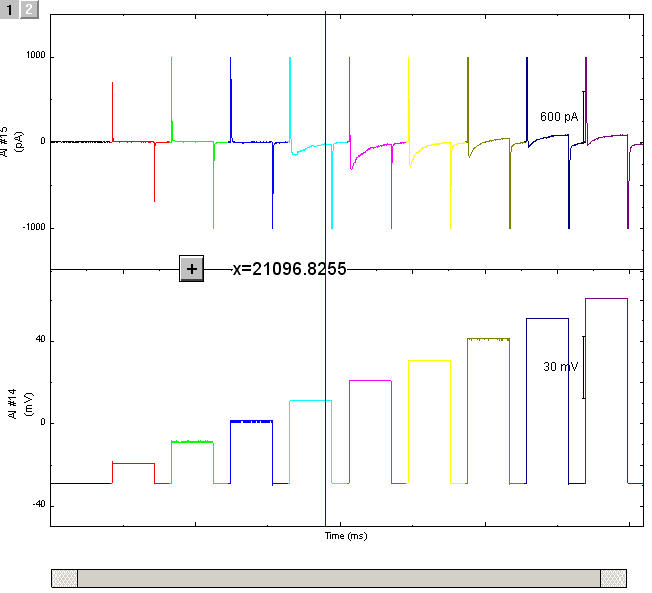 1 2
1000
0
-1000
AI #15
(pA)
600 pA
+ x=21096.8255
40
0
-40
AI #14
(mV)
30 mV
Time (ms)